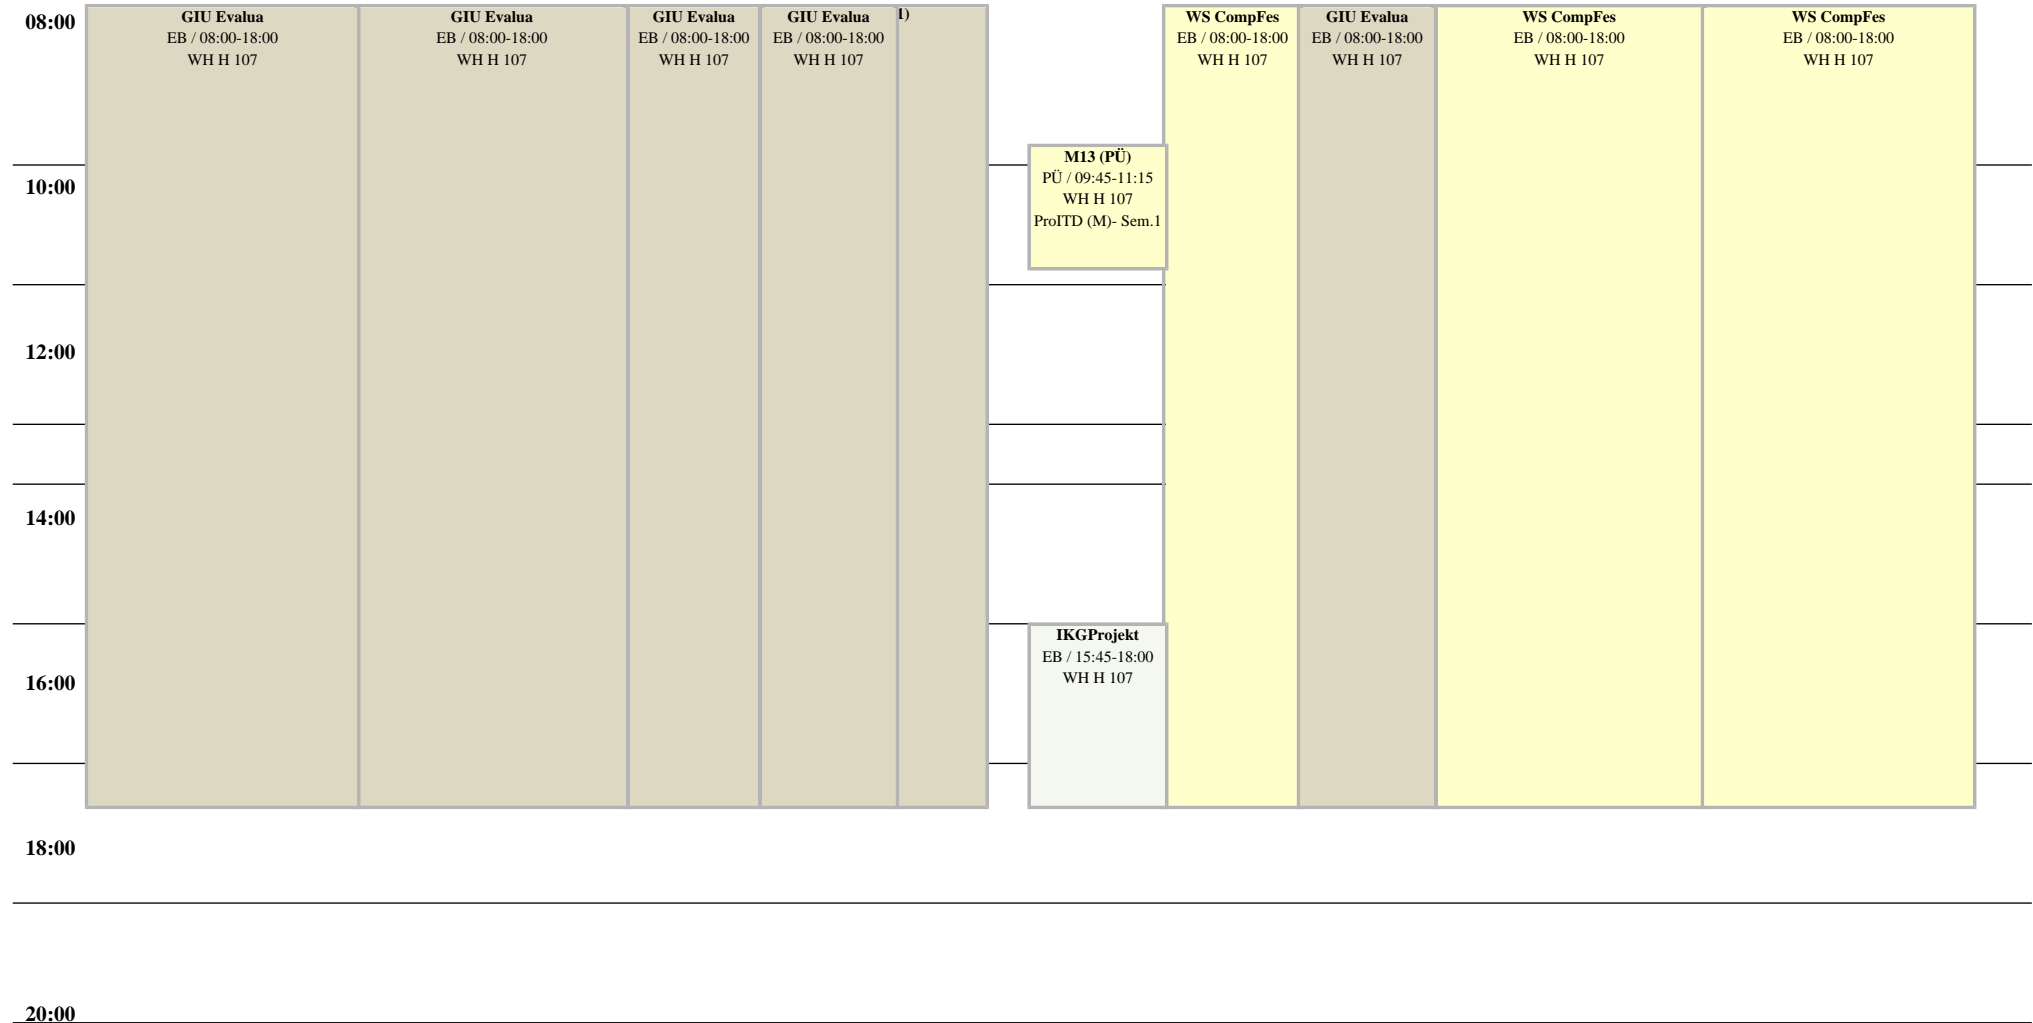 08:00
10:00
12:00
14:00
16:00
18:00
20:00
GIU Evalua
EB / 08:00-18:00
WH H 107
GIU Evalua
EB / 08:00-18:00
WH H 107
GIU Evalua
EB / 08:00-18:00
WH H 107
GIU Evalua
EB / 08:00-18:00
WH H 107
M13 (PÜ)
PÜ / 09:45-11:15
WH H 107
ProITD (M)- Sem.1
IKGProjekt
EB / 15:45-18:00
WH H 107
WS CompFes
EB / 08:00-18:00
WH H 107
GIU Evalua
EB / 08:00-18:00
WH H 107
WS CompFes
EB / 08:00-18:00
WH H 107
WS CompFes
EB / 08:00-18:00
WH H 107